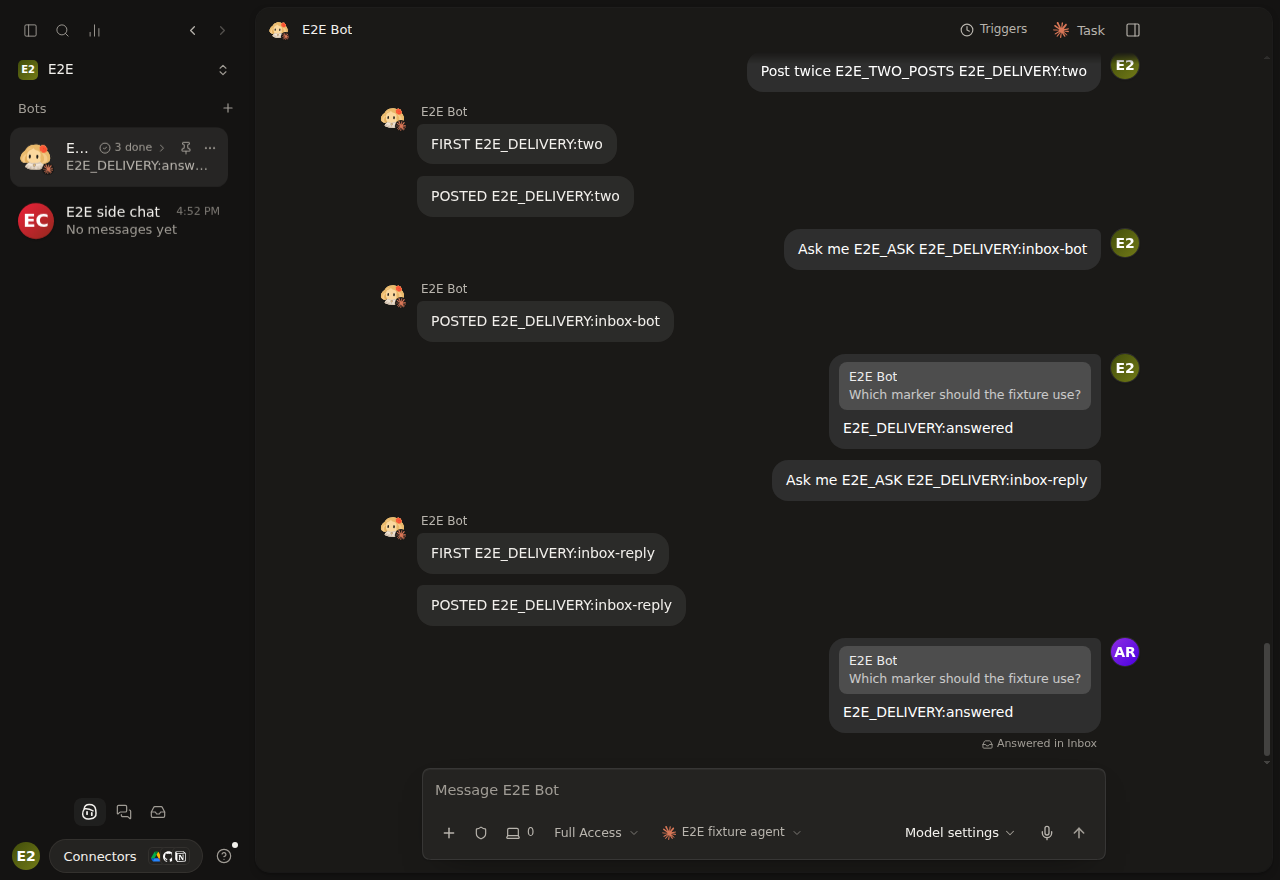 E2E Bot
Triggers
Task
E2 E2E
Bots
E... 3 done
E2E_DELIVERY:answ...
EC
E2E side chat 4:52 PM
No messages yet
Post twice E2E_TWO_POSTS E2E_DELIVERY:two
E2
E2E Bot
FIRST E2E_DELIVERY:two
POSTED E2E_DELIVERY:two
Ask me E2E_ASK E2E_DELIVERY:inbox-bot
E2
E2E Bot
POSTED E2E_DELIVERY:inbox-bot
E2E Bot
Which marker should the fixture use?
E2E_DELIVERY:answered
E2
Ask me E2E_ASK E2E_DELIVERY:inbox-reply
E2E Bot
FIRST E2E_DELIVERY:inbox-reply
POSTED E2E_DELIVERY:inbox-reply
E2E Bot
Which marker should the fixture use?
E2E_DELIVERY:answered
AR
Answered in Inbox
Message E2E Bot
0 Full Access E2E fixture agent Model settings
E2 Connectors